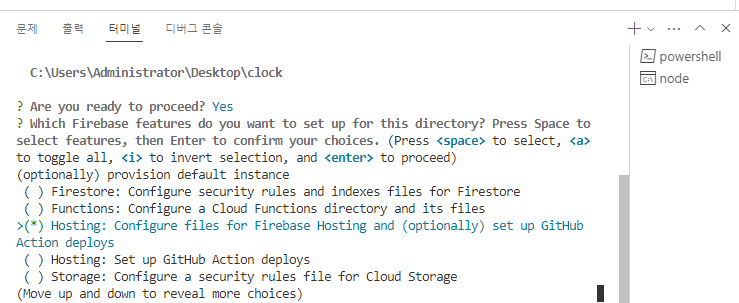 문제 출력 터미널 디버그 콘솔
powershell
node
C:\Users\Administrator\Desktop\clock
? Are you ready to proceed? Yes
? Which Firebase features do you want to set up for this directory? Press Space to
select features, then Enter to confirm your choices. (Press <space> to select, <a>
to toggle all, <i> to invert selection, and <enter> to proceed)
(optionally) provision default instance
( ) Firestore: Configure security rules and indexes files for Firestore
( ) Functions: Configure a Cloud Functions directory and its files
>(*) Hosting: Configure files for Firebase Hosting and (optionally) set up GitHub
Action deploys
( ) Hosting: Set up GitHub Action deploys
( ) Storage: Configure a security rules file for Cloud Storage
(Move up and down to reveal more choices)